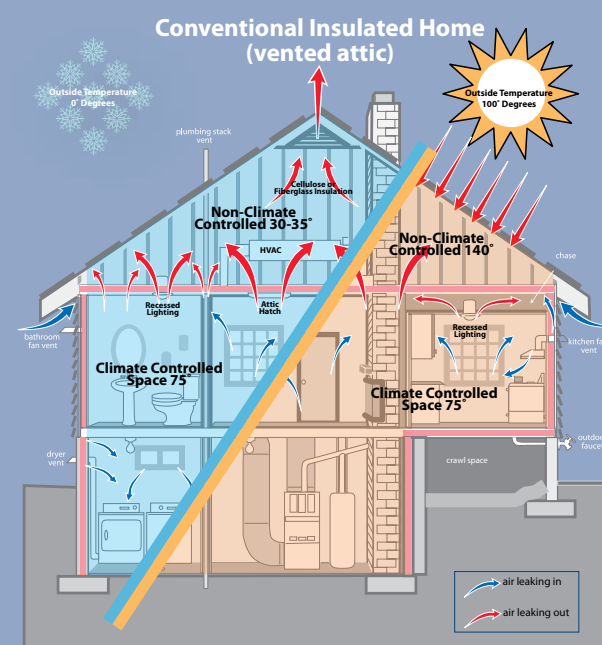 Conventional Insulated Home
(vented attic)
Outside Temperature
0° Degrees
Outside Temperature
100° Degrees
plumbing stack
vent
Cellulose or
Fiberglass Insulation
Non-Climate
Controlled 30-35°
Non-Climate
Controlled 140°
HVAC
chase
Recessed
Lighting
Attic
Hatch
Recessed
Lighting
bathroom
fan vent
kitchen fan
vent
Climate Controlled
Space 75°
Climate Controlled
Space 75°
dryer
vent
outdoor
faucet
crawl space
air leaking in
air leaking out